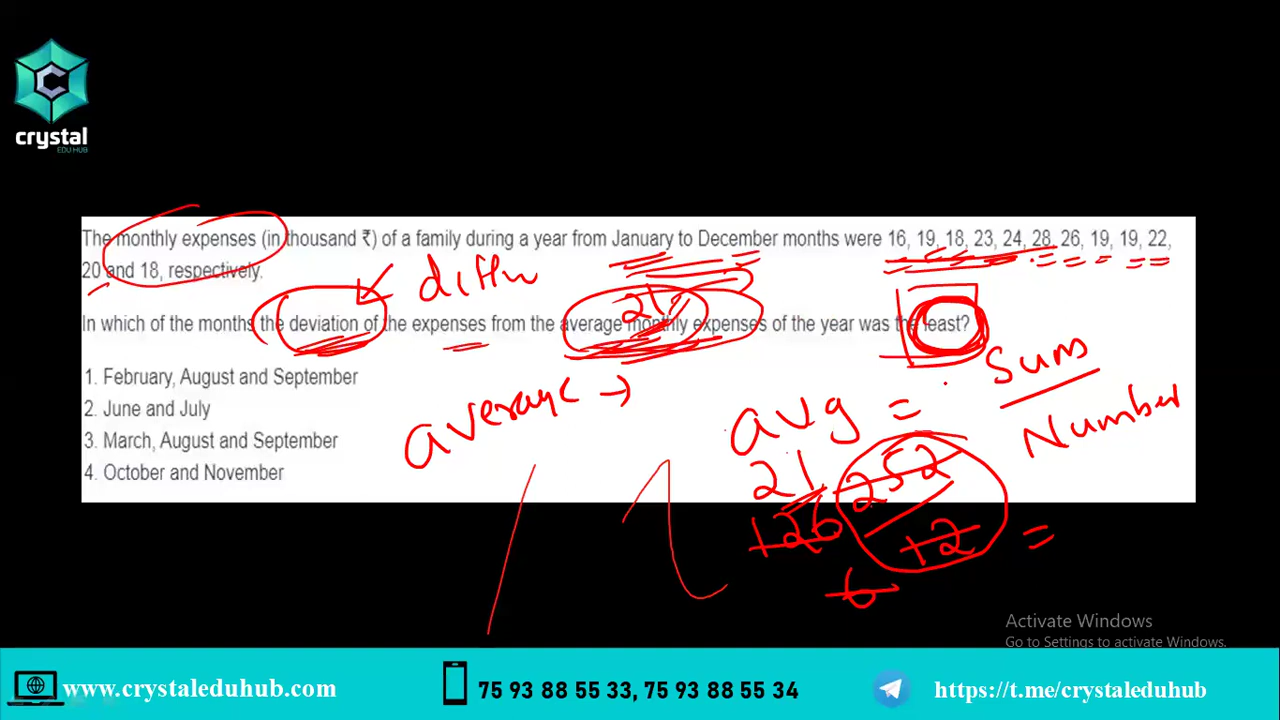 crystal
EDU HUB
The monthly expenses (in thousand ₹) of a family during a year from January to December months were 16, 19, 18, 23, 24, 28, 26, 19, 19, 22,
20 and 18, respectively.
diffn
21
In which of the months the deviation of the expenses from the average monthly expenses of the year was the least?
1. February, August and September
2. June and July
3. March, August and September
4. October and November
average →
avg = Sum
Number
21 252
126 12 =
6
Activate Windows
Go to Settings to activate Windows.
www.crystaleduhub.com
75 93 88 55 33, 75 93 88 55 34
https://t.me/crystaleduhub